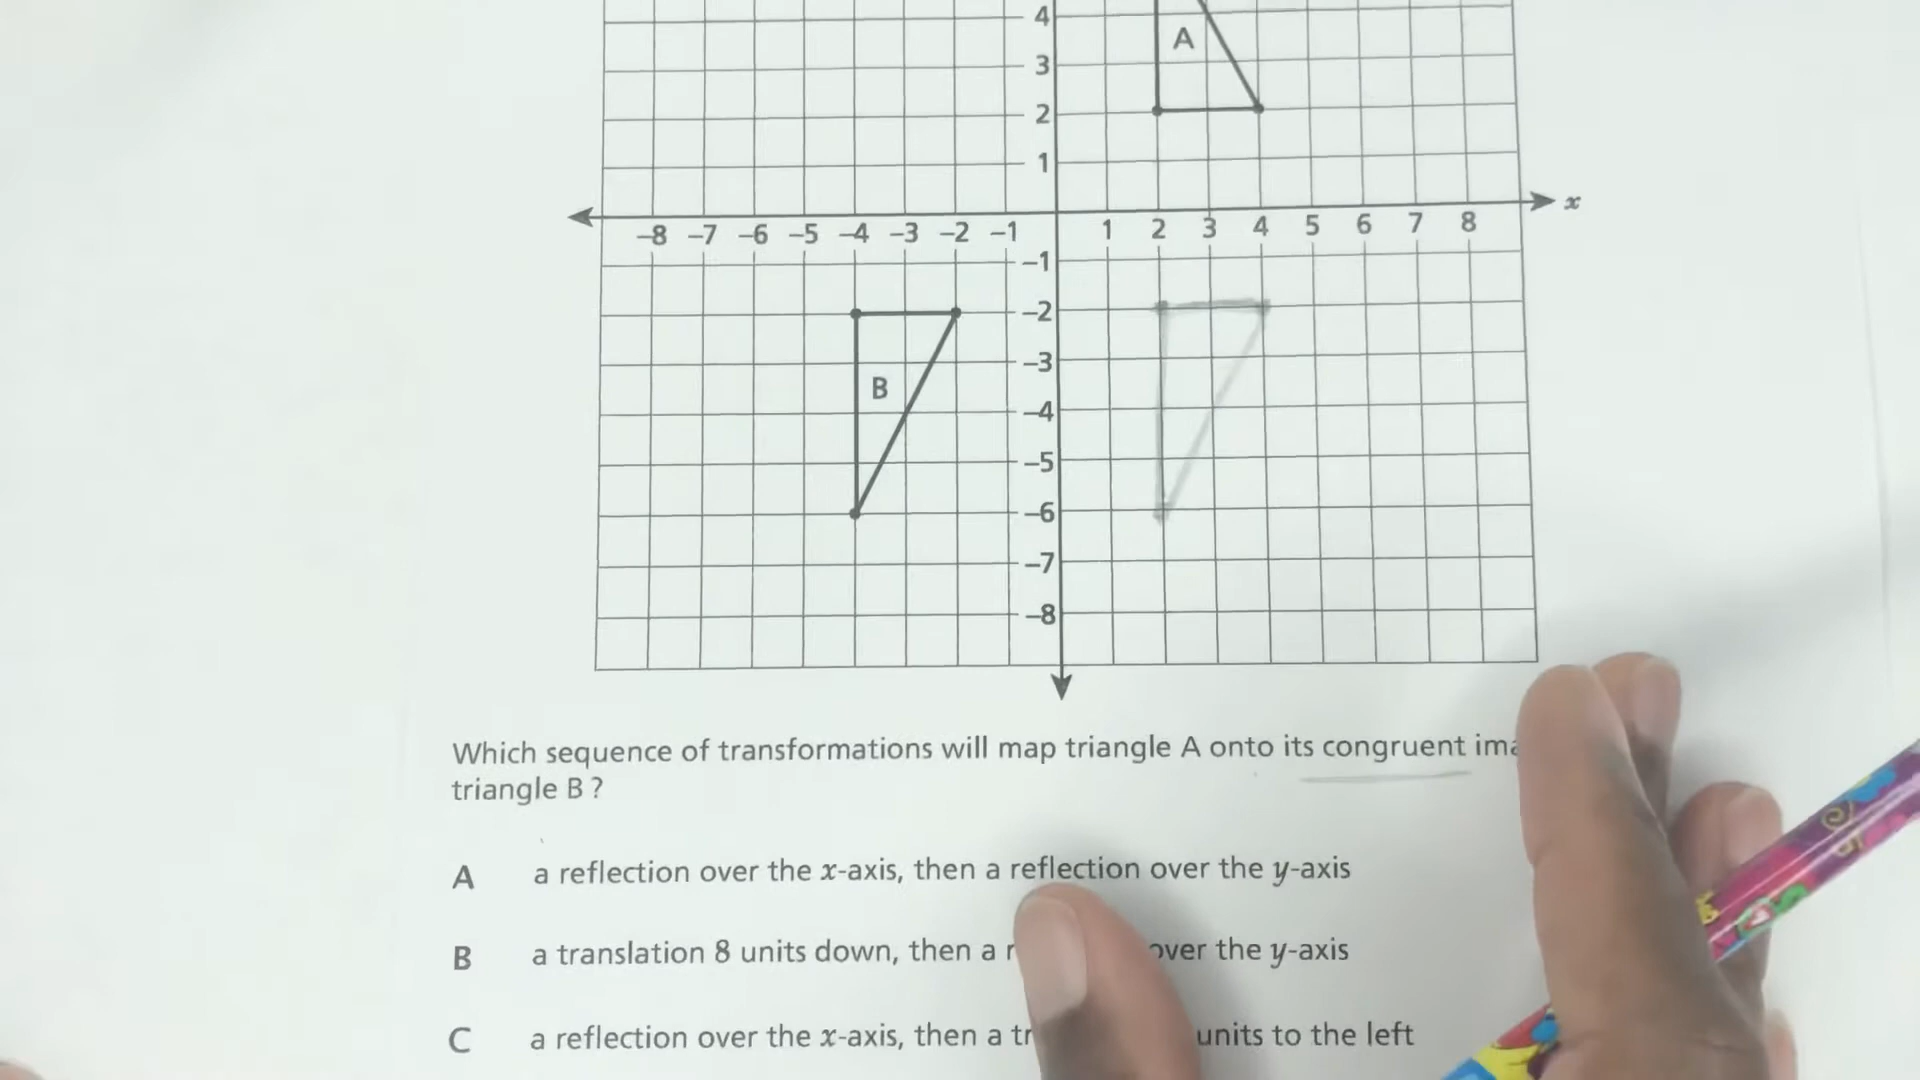 4
A
3
2
1
x
-8 -7 -6 -5 -4 -3 -2 -1 1 2 3 4 5 6 7 8
-1
-2
-3
B
-4
-5
-6
-7
-8
Which sequence of transformations will map triangle A onto its congruent
triangle B ?
A a reflection over the x-axis, then a reflection over the y-axis
B a translation 8 units down, then a over the y-axis
C a reflection over the x-axis, then a units to the left